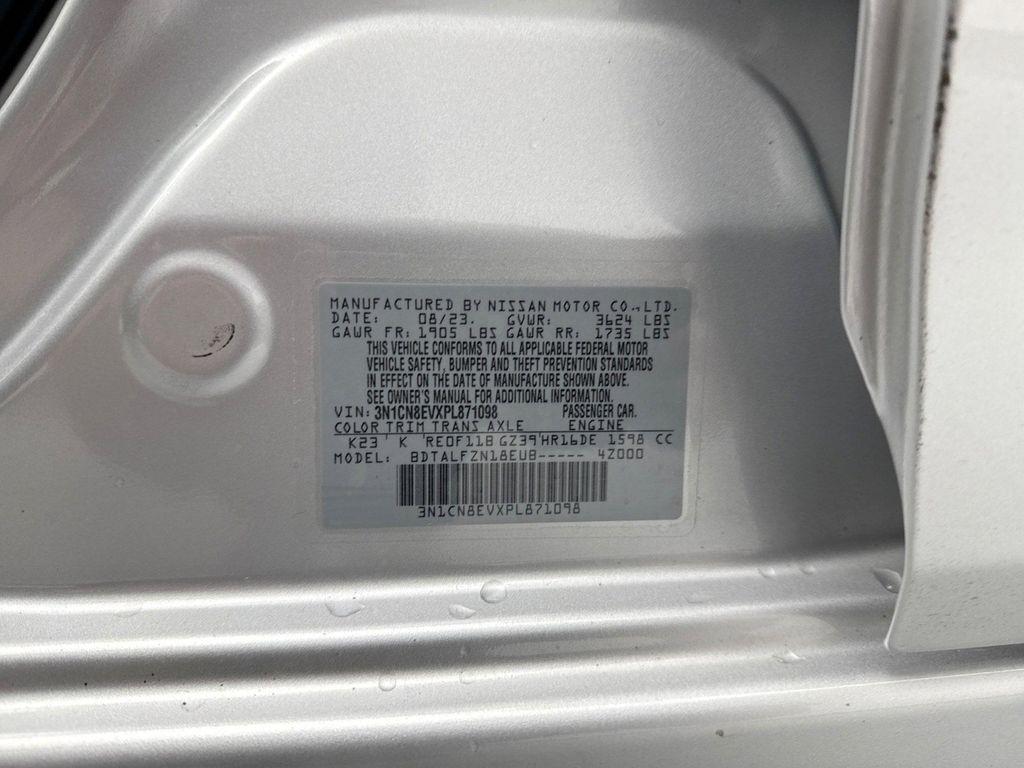 MANUFACTURED BY NISSAN MOTOR CO., LTD.
DATE: 08/23. GVWR: 3624 LBS
GAWR FR: 1905 LBS GAWR RR: 1735 LBS
THIS VEHICLE CONFORMS TO ALL APPLICABLE FEDERAL MOTOR
VEHICLE SAFETY, BUMPER AND THEFT PREVENTION STANDARDS
IN EFFECT ON THE DATE OF MANUFACTURE SHOWN ABOVE.
SEE OWNER'S MANUAL FOR ADDITIONAL INFORMATION.
VIN: 3N1CN8EVXPL871098 PASSENGER CAR.
COLOR TRIM TRANS AXLE ENGINE
K23 K RE0F11B GZ39 HR16DE 1598 CC
MODEL: BDTALFZN18EUB----- 4Z000
3N1CN8EVXPL871098